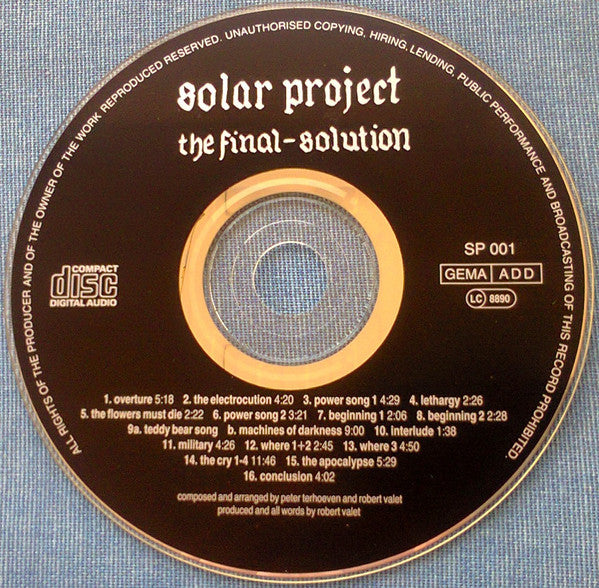 ALL RIGHTS OF THE PRODUCER AND OF THE OWNER OF THE WORK REPRODUCED RESERVED. UNAUTHORISED COPYING, HIRING, LENDING, PUBLIC PERFORMANCE AND BROADCASTING OF THIS RECORD PROHIBITED.
solar project
the final-solution
COMPACT
disc
DIGITAL AUDIO
SP 001
GEMA ADD
LC 8890
1. overture 5:18 2. the electrocution 4:20 3. power song 1 4:29 4. lethargy 2:26
5. the flowers must die 2:22 6. power song 2 3:21 7. beginning 1 2:06 8. beginning 2 2:28
9a. teddy bear song b. machines of darkness 9:00 10. interlude 1:38
11. military 4:26 12. where 1+2 2:45 13. where 3 4:50
14. the cry 1-4 11:46 15. the apocalypse 5:29
16. conclusion 4:02
composed and arranged by peter terhoeven and robert valet
produced and all words by robert valet